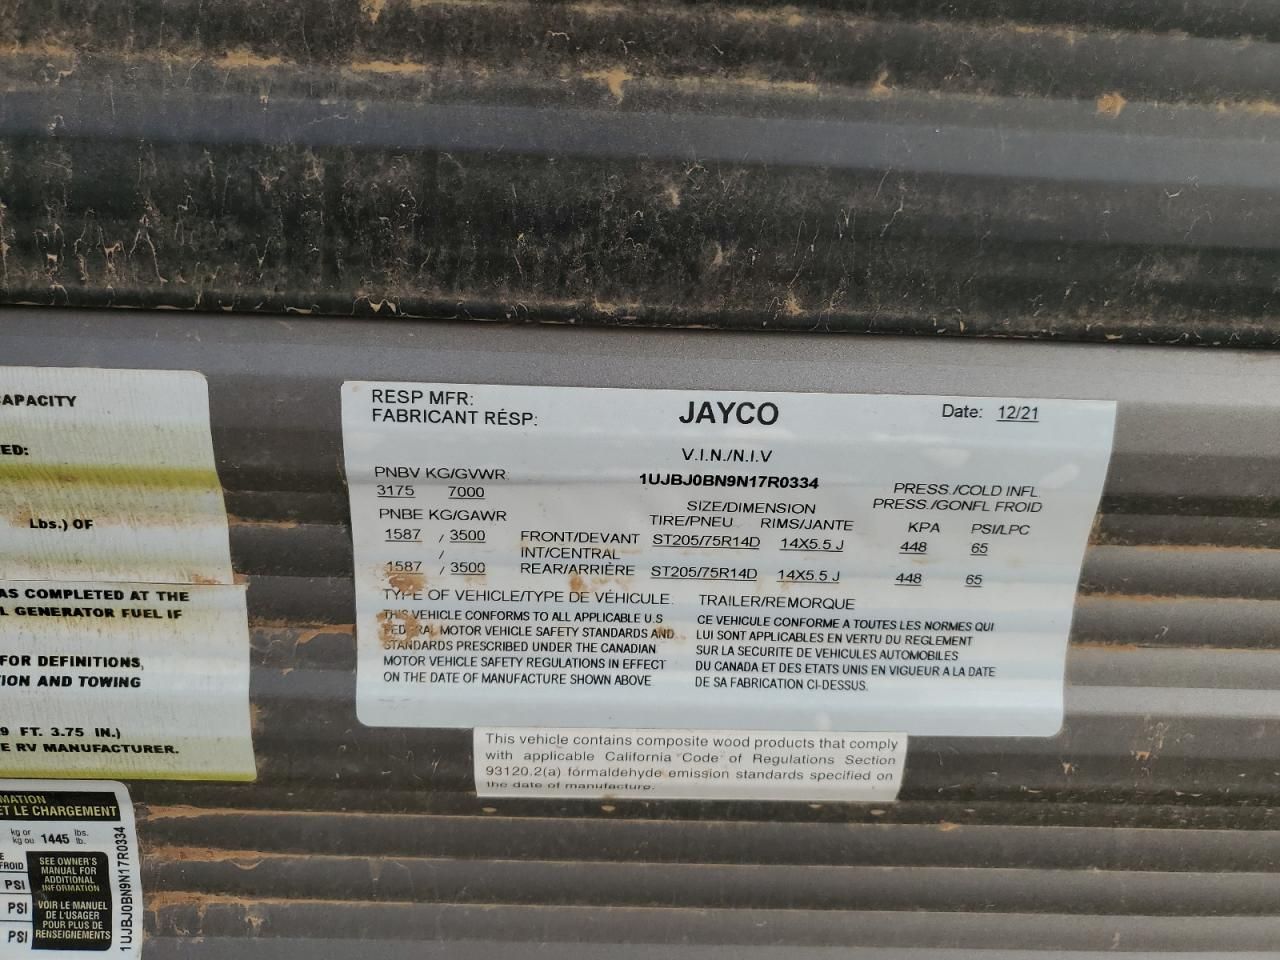 APACITY
ED:
Lbs.) OF
AS COMPLETED AT THE
L GENERATOR FUEL IF
FOR DEFINITIONS,
ION AND TOWING
9 FT. 3.75 IN.)
E RV MANUFACTURER.
RESP MFR:
FABRICANT RÉSP:
JAYCO
Date: 12/21
V.I.N./N.I.V
1UJBJ0BN9N17R0334
PNBV KG/GVWR
3175 7000
PNBE KG/GAWR
SIZE/DIMENSION
TIRE/PNEU RIMS/JANTE
PRESS./COLD INFL.
PRESS./GONFL FROID
KPA PSI/LPC
1587 / 3500 FRONT/DEVANT ST205/75R14D 14X5.5 J 448 65
/ INT/CENTRAL
1587 / 3500 REAR/ARRIÈRE ST205/75R14D 14X5.5 J 448 65
TYPE OF VEHICLE/TYPE DE VÉHICULE: TRAILER/REMORQUE
THIS VEHICLE CONFORMS TO ALL APPLICABLE U.S
FEDERAL MOTOR VEHICLE SAFETY STANDARDS AND
STANDARDS PRESCRIBED UNDER THE CANADIAN
MOTOR VEHICLE SAFETY REGULATIONS IN EFFECT
ON THE DATE OF MANUFACTURE SHOWN ABOVE.
CE VEHICULE CONFORME A TOUTES LES NORMES QUI
LUI SONT APPLICABLES EN VERTU DU REGLEMENT
SUR LA SECURITE DE VEHICULES AUTOMOBILES
DU CANADA ET DES ETATS UNIS EN VIGUEUR A LA DATE
DE SA FABRICATION CI-DESSUS.
This vehicle contains composite wood products that comply
with applicable California Code of Regulations Section
93120.2(a) formaldehyde emission standards specified on
the date of manufacture.
MATION
ET LE CHARGEMENT
kg or 1445 lbs.
kg ou lb.
E
FROID
PSI
PSI
PSI
SEE OWNER'S
MANUAL FOR
ADDITIONAL
INFORMATION
VOIR LE MANUEL
DE L'USAGER
POUR PLUS DE
RENSEIGNEMENTS
1UJBJ0BN9N17R0334